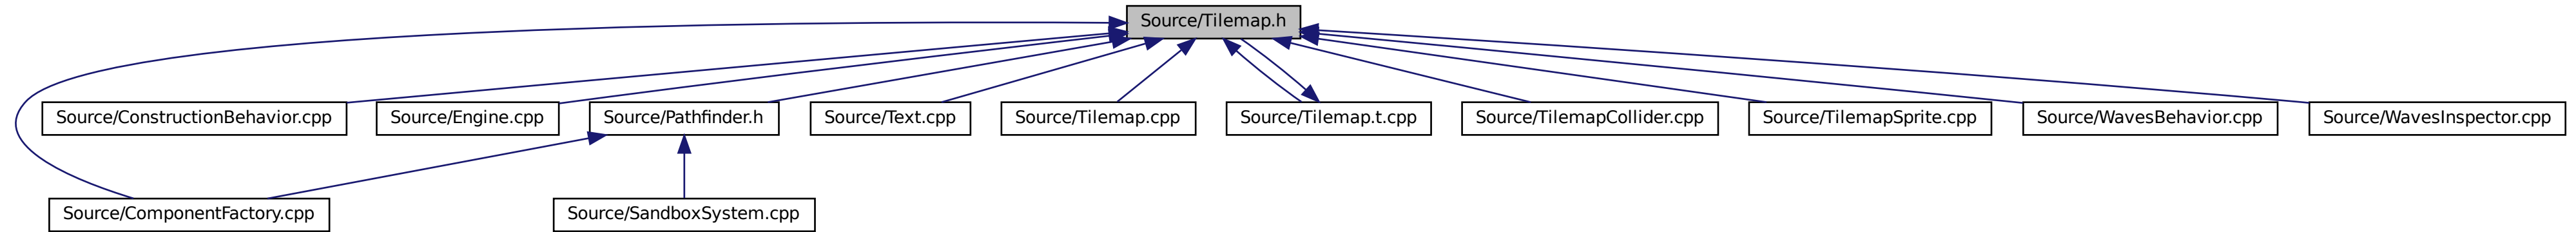 Source/Tilemap.h
Source/ConstructionBehavior.cpp
Source/Engine.cpp
Source/Pathfinder.h
Source/Text.cpp
Source/Tilemap.cpp
Source/Tilemap.t.cpp
Source/TilemapCollider.cpp
Source/TilemapSprite.cpp
Source/WavesBehavior.cpp
Source/WavesInspector.cpp
Source/ComponentFactory.cpp
Source/SandboxSystem.cpp